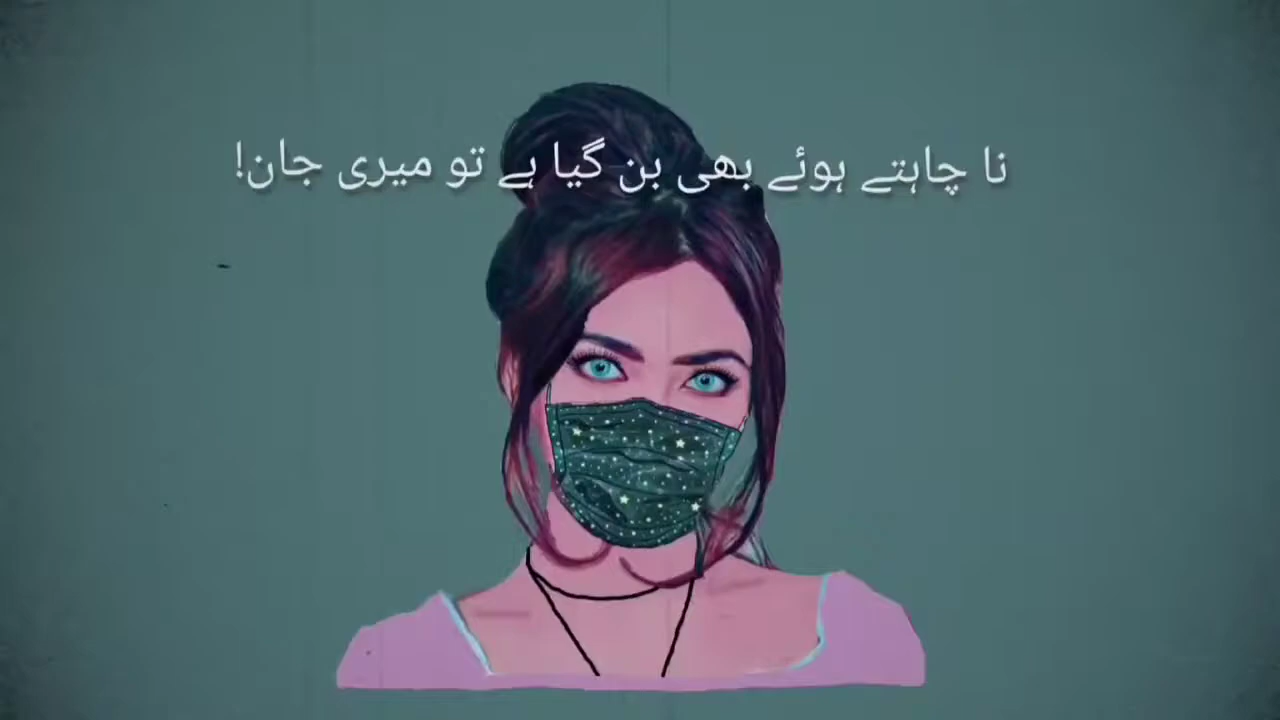 نا چاہتے ہوئے بھی بن گیا ہے تو میری جان!